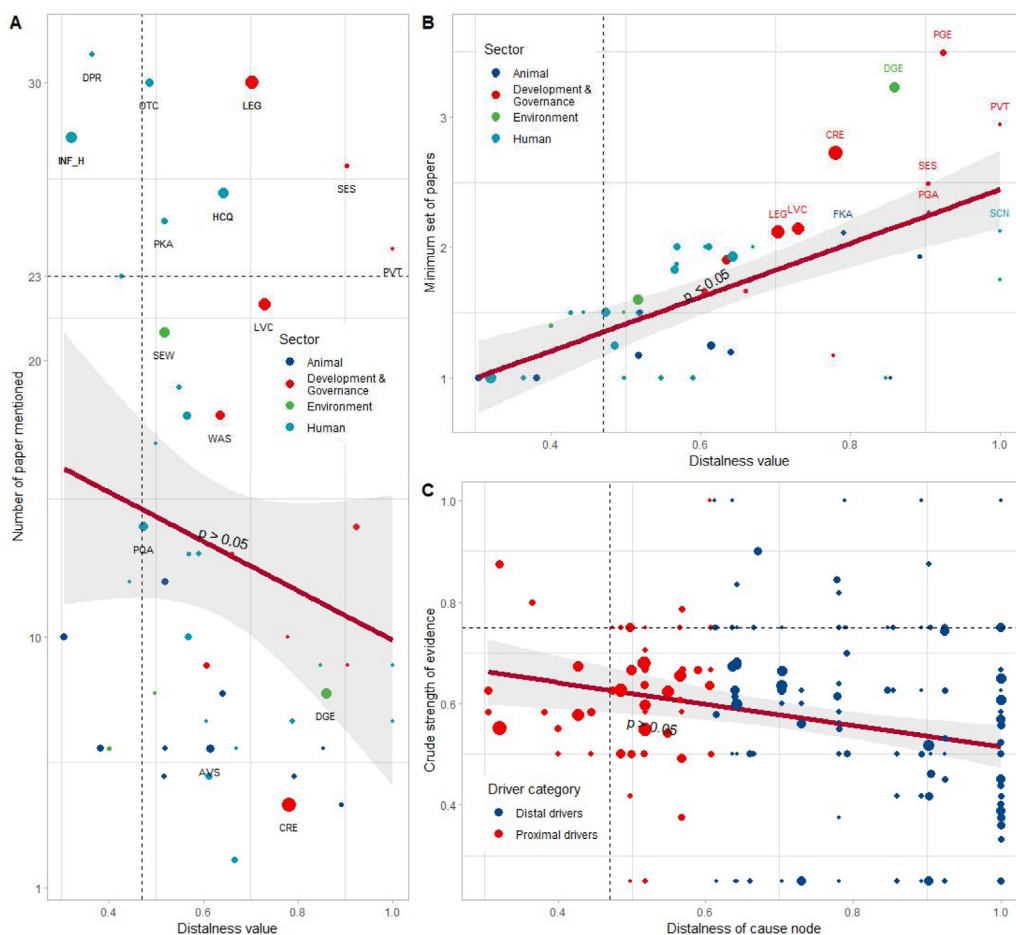 A
Number of paper mentioned
30
23
20
10
1
DPR
OTC
LEG
INF_H
SES
HCQ
PKA
PVT
LVC
SEW
WAS
Sector
Animal
Development &
Governance
Environment
Human
p > 0.05
POA
DGE
AVS
CRE
0.4
0.6
0.8
1.0
Distalness value
B
Minimum set of papers
3
2
1
Sector
Animal
Development &
Governance
Environment
Human
PGE
DGE
PVT
CRE
SES
PGA
LEG
LVC
FKA
SCN
p < 0.05
0.4
0.6
0.8
1.0
Distalness value
C
Crude strength of evidence
1.0
0.8
0.6
0.4
p > 0.05
Driver category
Distal drivers
Proximal drivers
0.4
0.6
0.8
1.0
Distalness of cause node